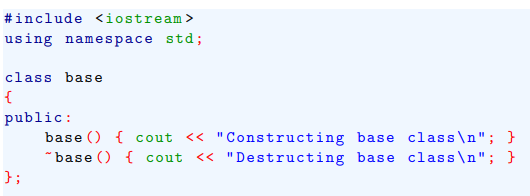 #include <iostream>
using namespace std;

class base
{
public:
    base() { cout << "Constructing base class\n"; }
    ~base() { cout << "Destructing base class\n"; }
};